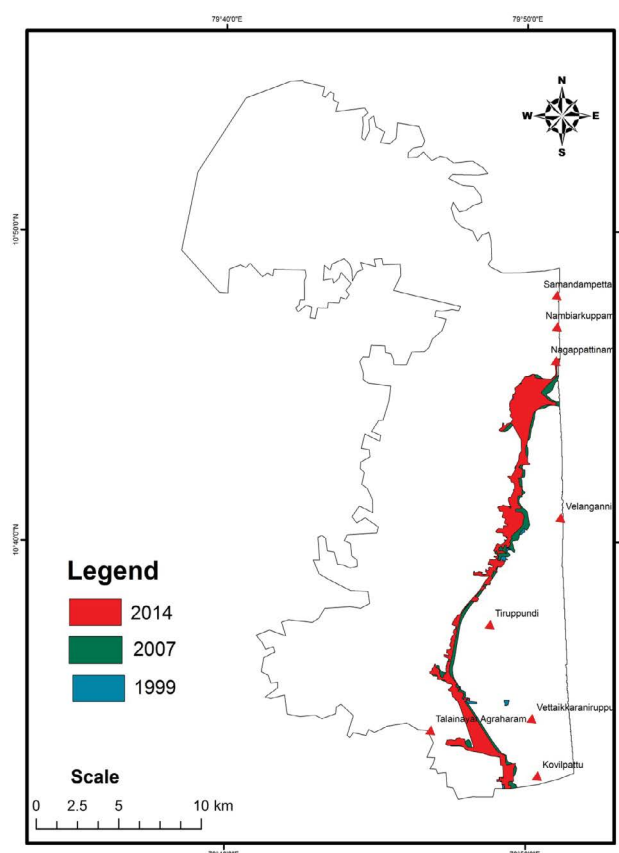 79°40'0"E
79°50'0"E
N
W
E
S
10°50'0"N
Samandampettai
Nambiarkuppam
Nagappattinam
Velanganni
10°40'0"N
Legend
2014
2007
1999
Tiruppundi
Vettaikkaraniruppu
Talainayar Agraharam
Kovilpattu
Scale
0 2.5 5 10 km